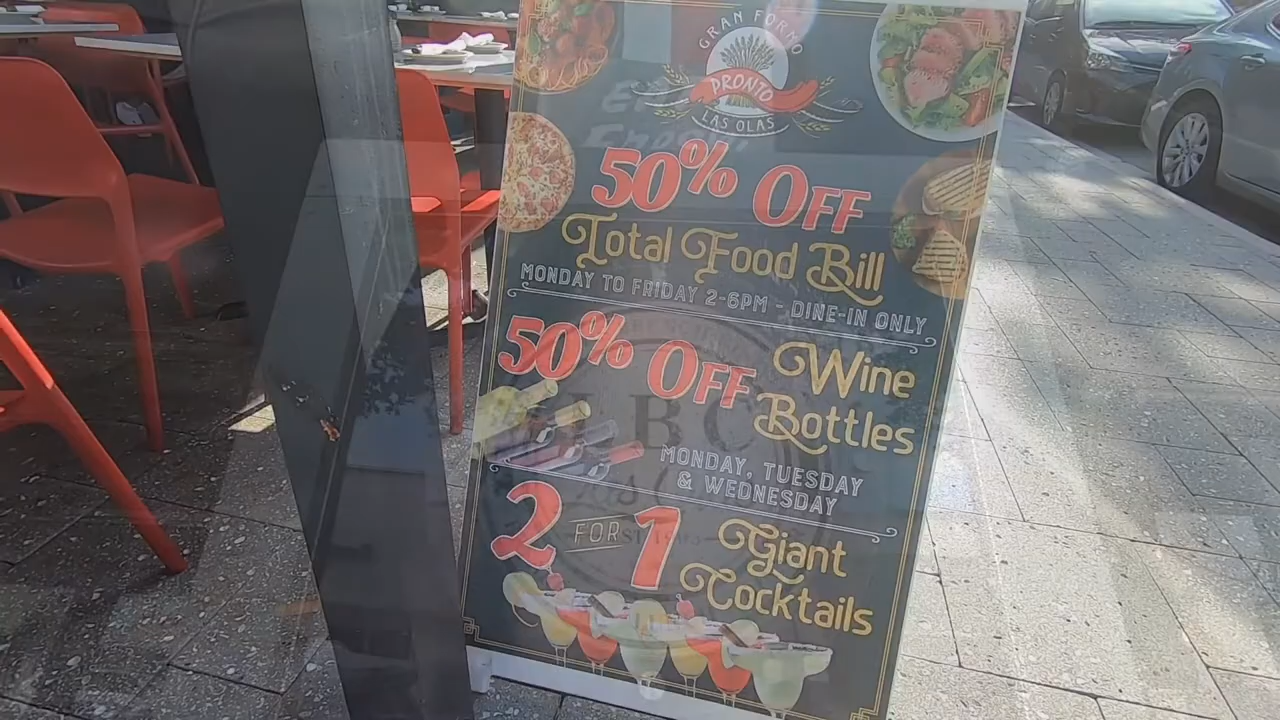 GRAN FORNO
PRONTO
LAS OLAS
50% OFF
Total Food Bill
MONDAY TO FRIDAY 2-6PM - DINE-IN ONLY
50% OFF
Wine
Bottles
MONDAY, TUESDAY
& WEDNESDAY
2 FOR 1
Giant
Cocktails